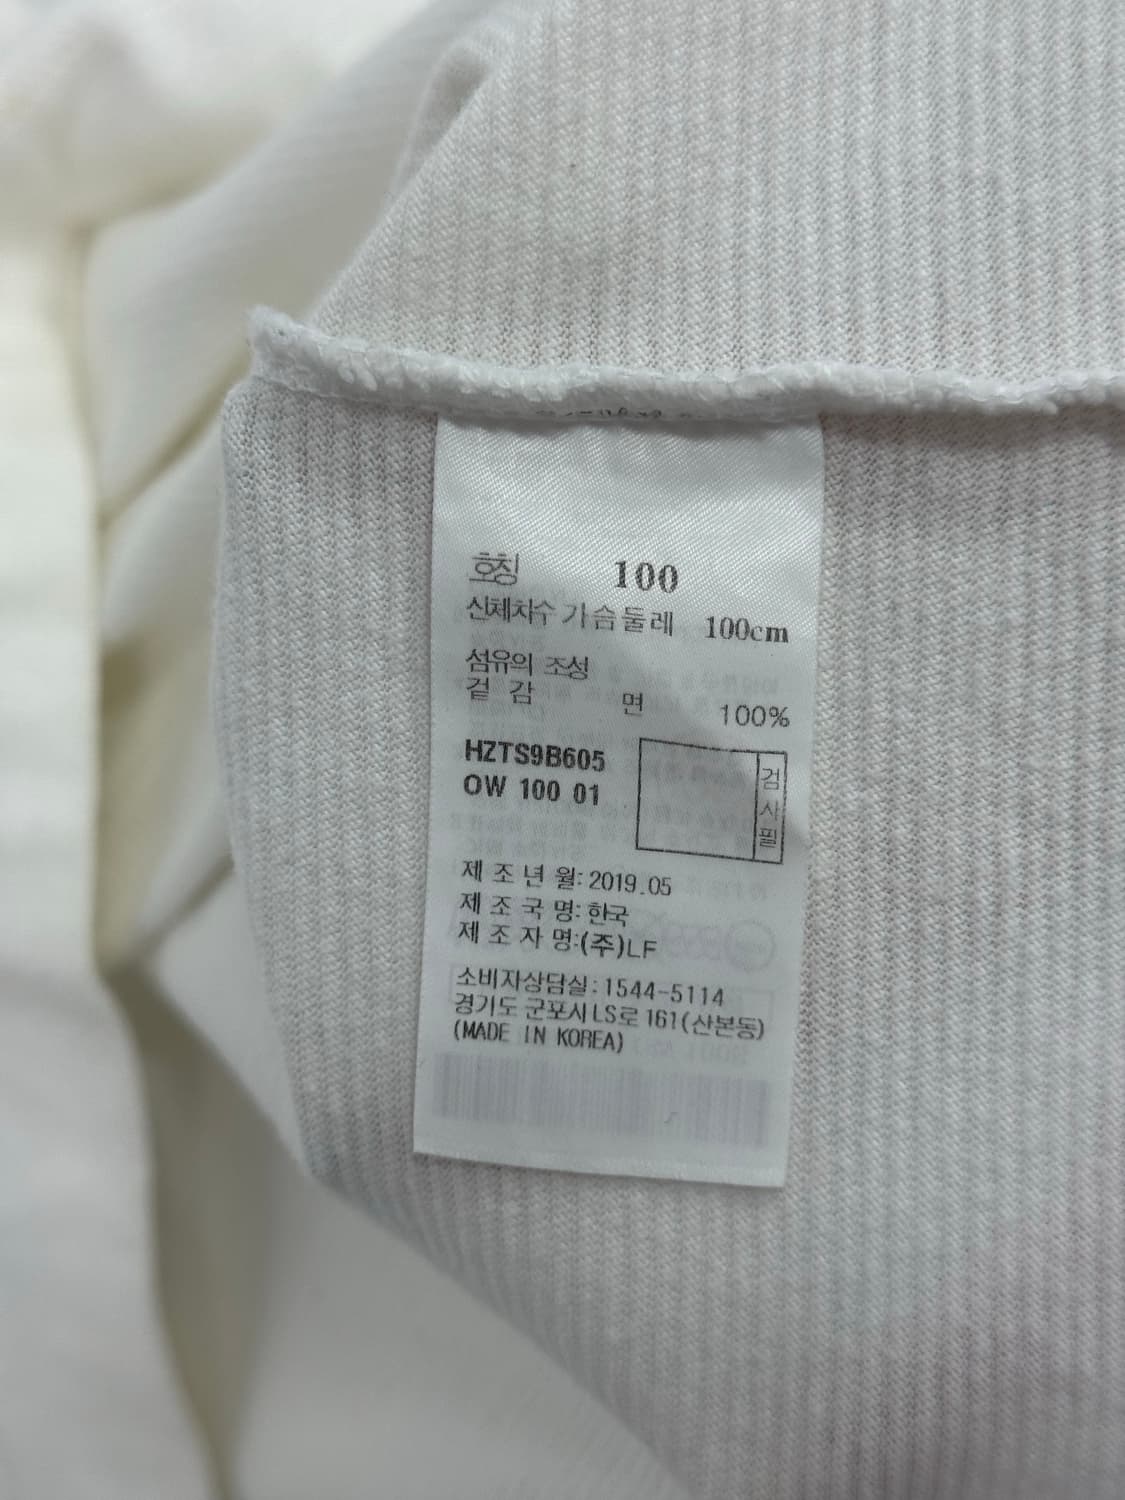 호칭 100
신체치수 가슴둘레 100cm
섬유의 조성
겉 감 면 100%
HZTS9B605
OW 100 01
검사필
제 조 년 월: 2019.05
제 조 국 명: 한국
제 조 자 명:(주)LF
소비자상담실:1544-5114
경기도 군포시 LS로 161(산본동)
(MADE IN KOREA)